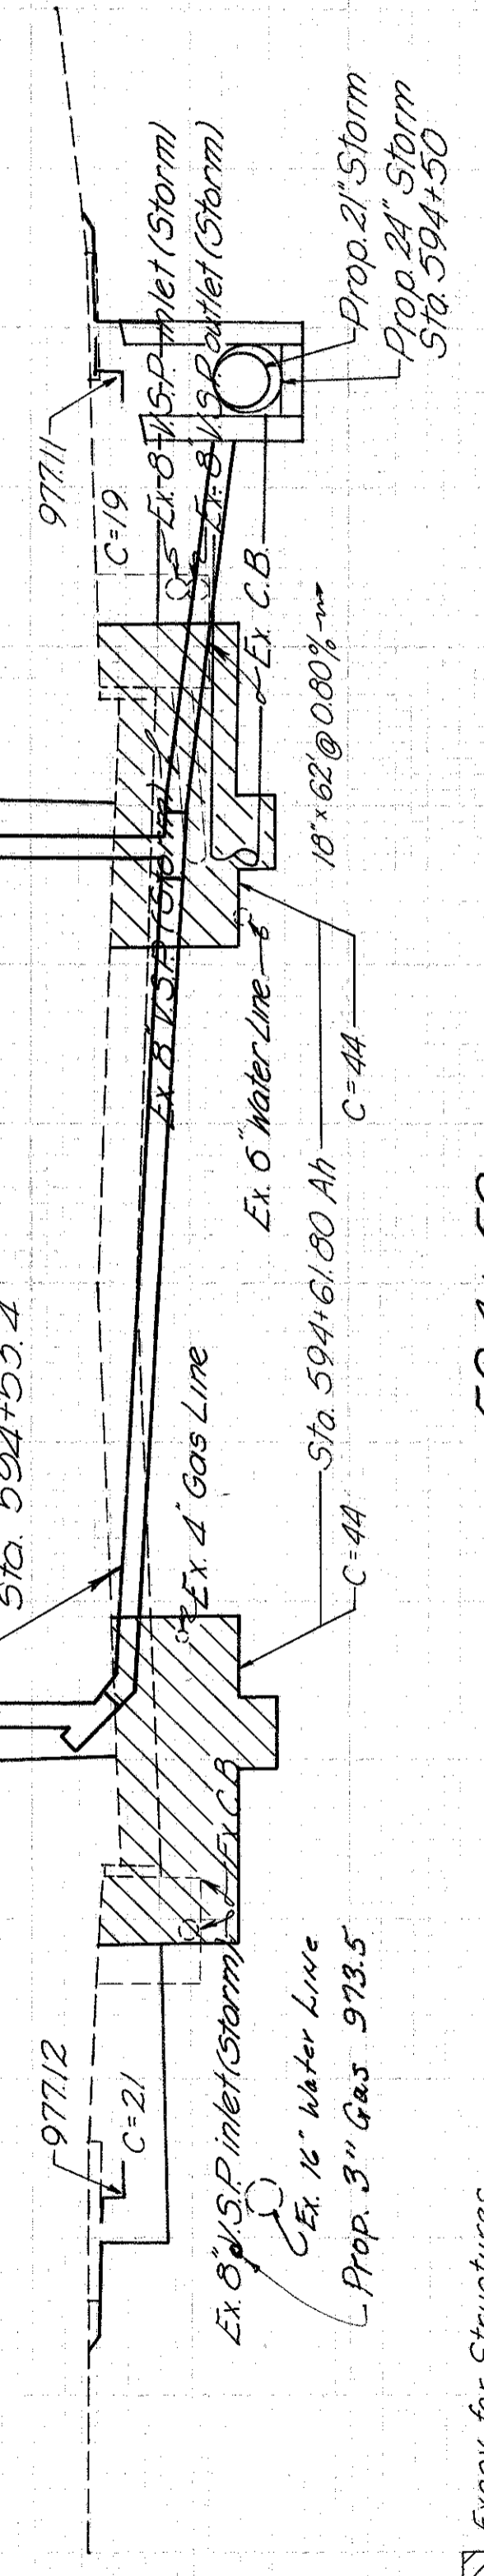 977.11
C=19
Ex. 8" V.S.P. inlet (Storm)
Ex. 8" V.S.P. outlet (Storm)
Prop. 21" Storm
Prop. 24" Storm
Sta. 594+50
Ex. C.B.
18" x 62' @ 0.80%
Ex. 8" V.S.P. (Storm)
Ex. 6" Water Line
C=44
Sta. 594+61.80 Ah
C=44
Sta. 594+53.4
Ex. 4" Gas Line
977.12
C=21
Ex. C.B.
Ex. 8" V.S.P. inlet (Storm)
Ex. 16" Water Line
Prop. 3" Gas 973.5
for Structures